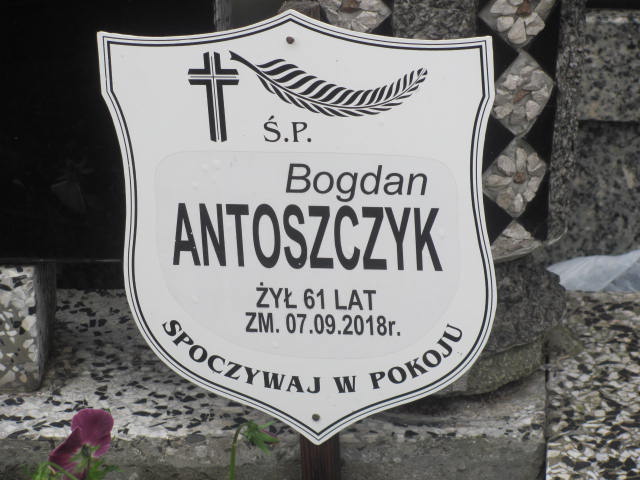 Ś.P.
Bogdan
ANTOSZCZYK
ŻYŁ 61 LAT
ZM. 07.09.2018r.
SPOCZYWAJ W POKOJU